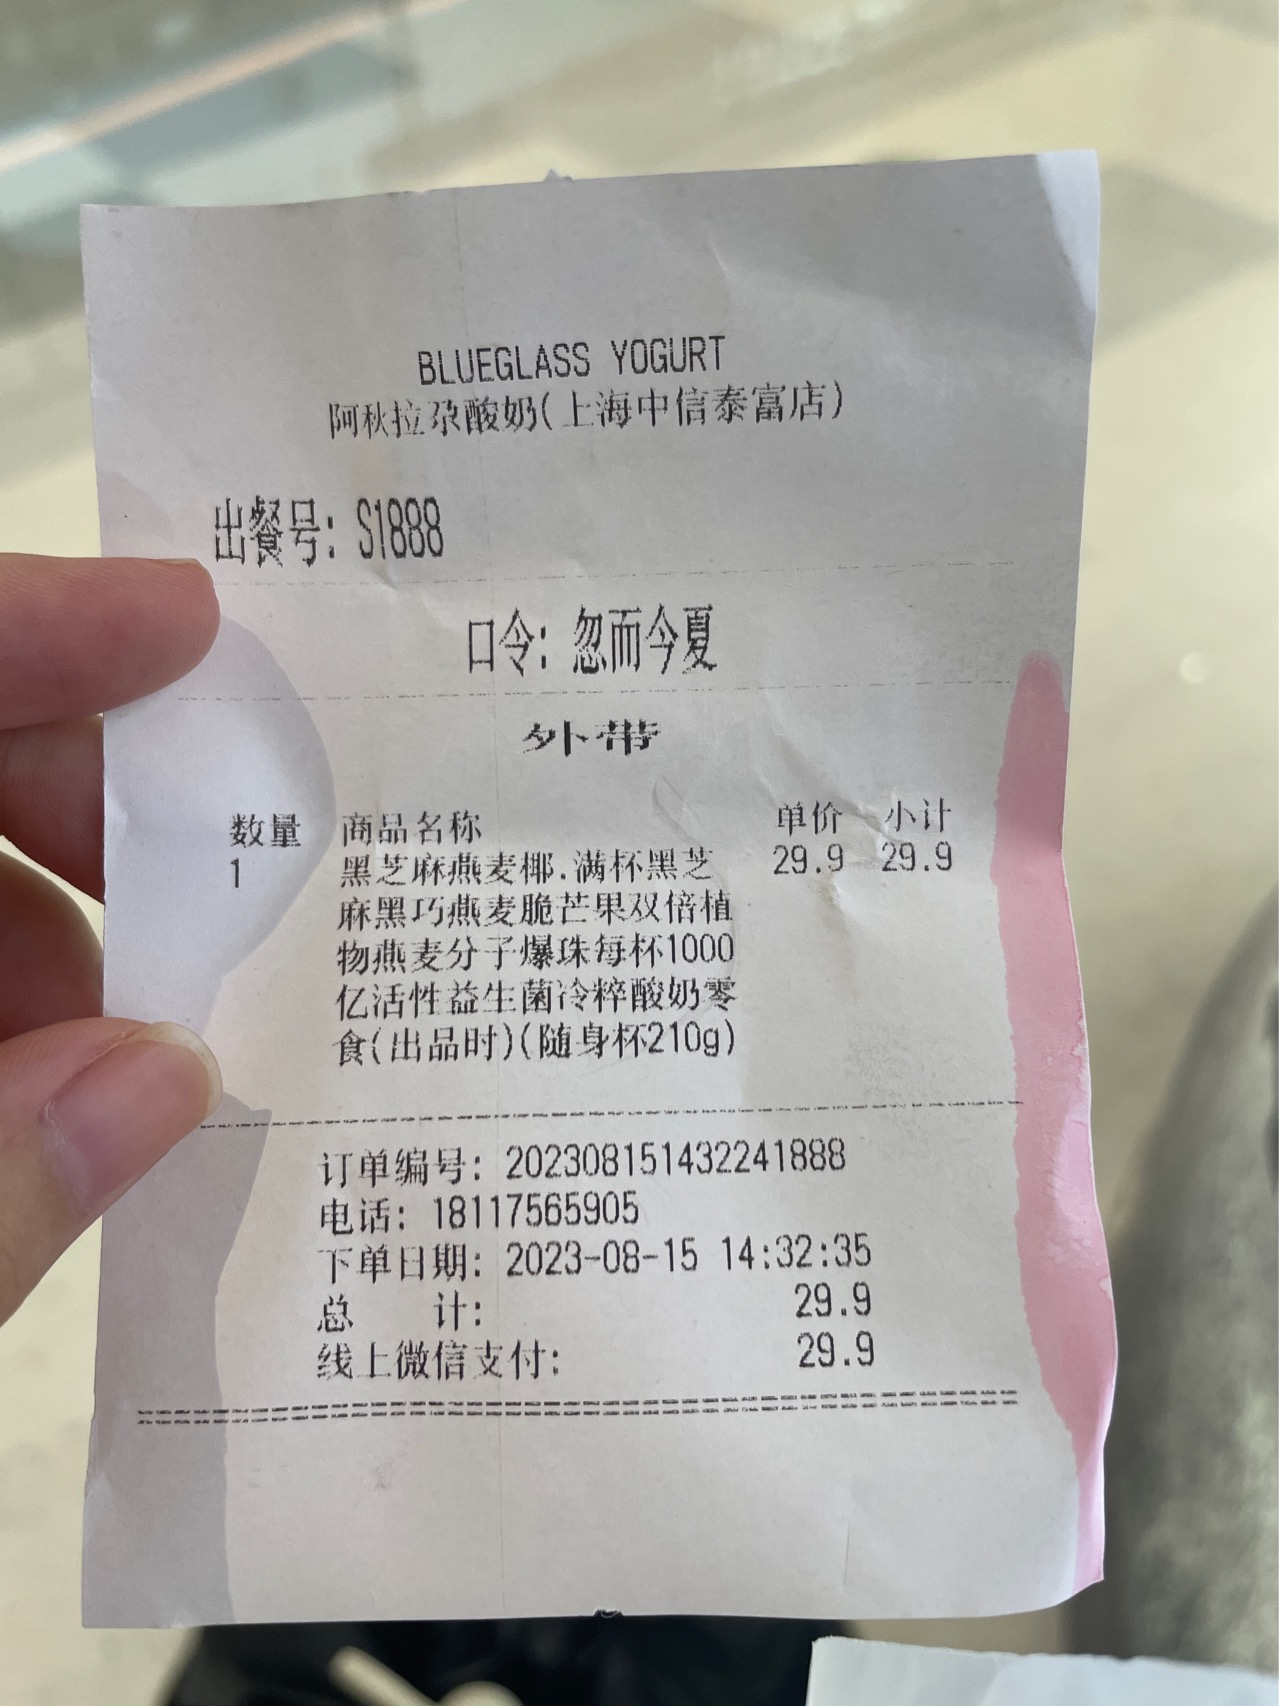 BLUEGLASS YOGURT
阿秋拉尕酸奶(上海中信泰富店)
出餐号: S1888
口令: 忽而今夏
外带
数量 商品名称 单价 小计
1 黑芝麻燕麦椰.满杯黑芝 29.9 29.9
麻黑巧燕麦脆芒果双倍植
物燕麦分子爆珠每杯1000
亿活性益生菌冷粹酸奶零
食(出品时)(随身杯210g)
订单编号: 202308151432241888
电话: 18117565905
下单日期: 2023-08-15 14:32:35
总 计: 29.9
线上微信支付: 29.9